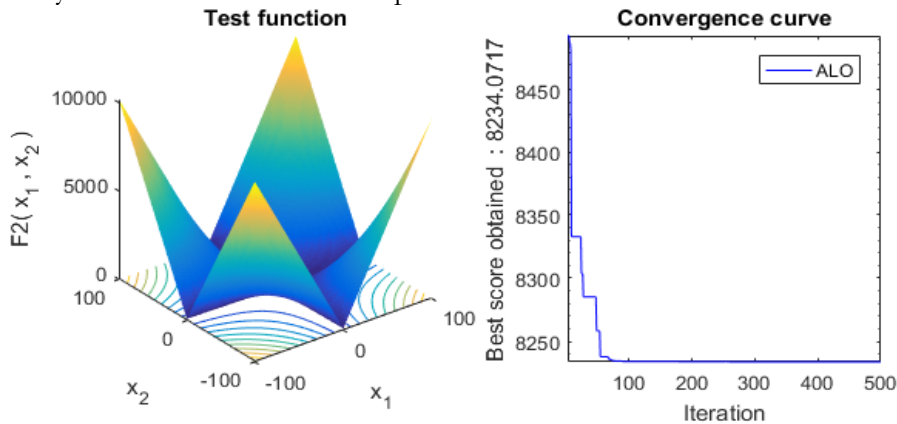 Test function
10000
5000
0
F2( x1 , x2 )
100
0
-100
x2
-100
0
100
x1
Convergence curve
ALO
8450
8400
8350
8300
8250
Best score obtained : 8234.0717
100
200
300
400
500
Iteration